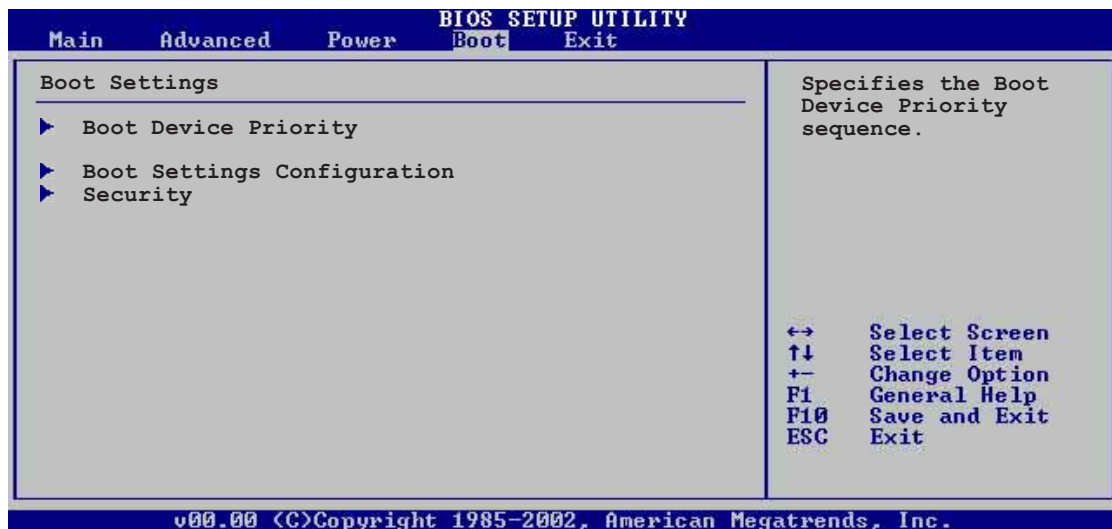 BIOS SETUP UTILITY
Main Advanced Power Boot Exit
Boot Settings
Boot Device Priority
Boot Settings Configuration
Security
Specifies the Boot
Device Priority
sequence.
←→ Select Screen
↑↓ Select Item
+- Change Option
F1 General Help
F10 Save and Exit
ESC Exit
v00.00 (C)Copyright 1985-2002, American Megatrends, Inc.